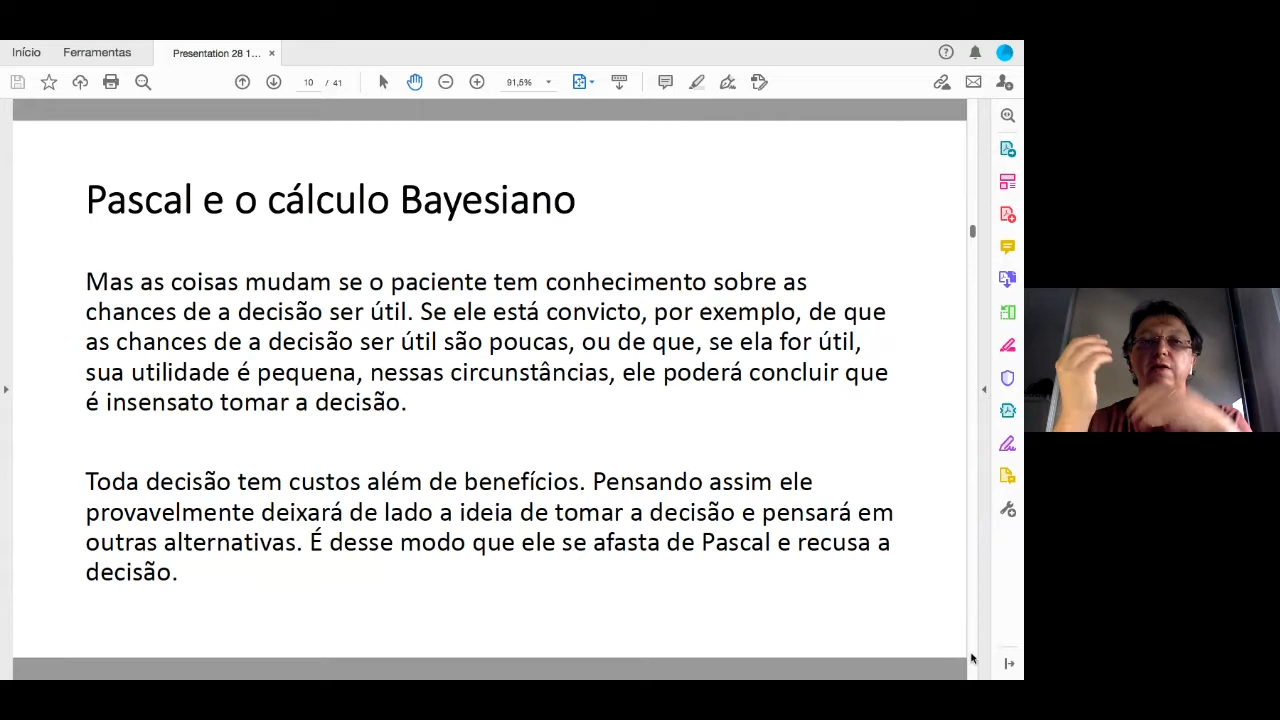 Início Ferramentas Presentation 28 1... ×
10 / 41 91,5%
Pascal e o cálculo Bayesiano
Mas as coisas mudam se o paciente tem conhecimento sobre as
chances de a decisão ser útil. Se ele está convicto, por exemplo, de que
as chances de a decisão ser útil são poucas, ou de que, se ela for útil,
sua utilidade é pequena, nessas circunstâncias, ele poderá concluir que
é insensato tomar a decisão.
Toda decisão tem custos além de benefícios. Pensando assim ele
provavelmente deixará de lado a ideia de tomar a decisão e pensará em
outras alternativas. É desse modo que ele se afasta de Pascal e recusa a
decisão.